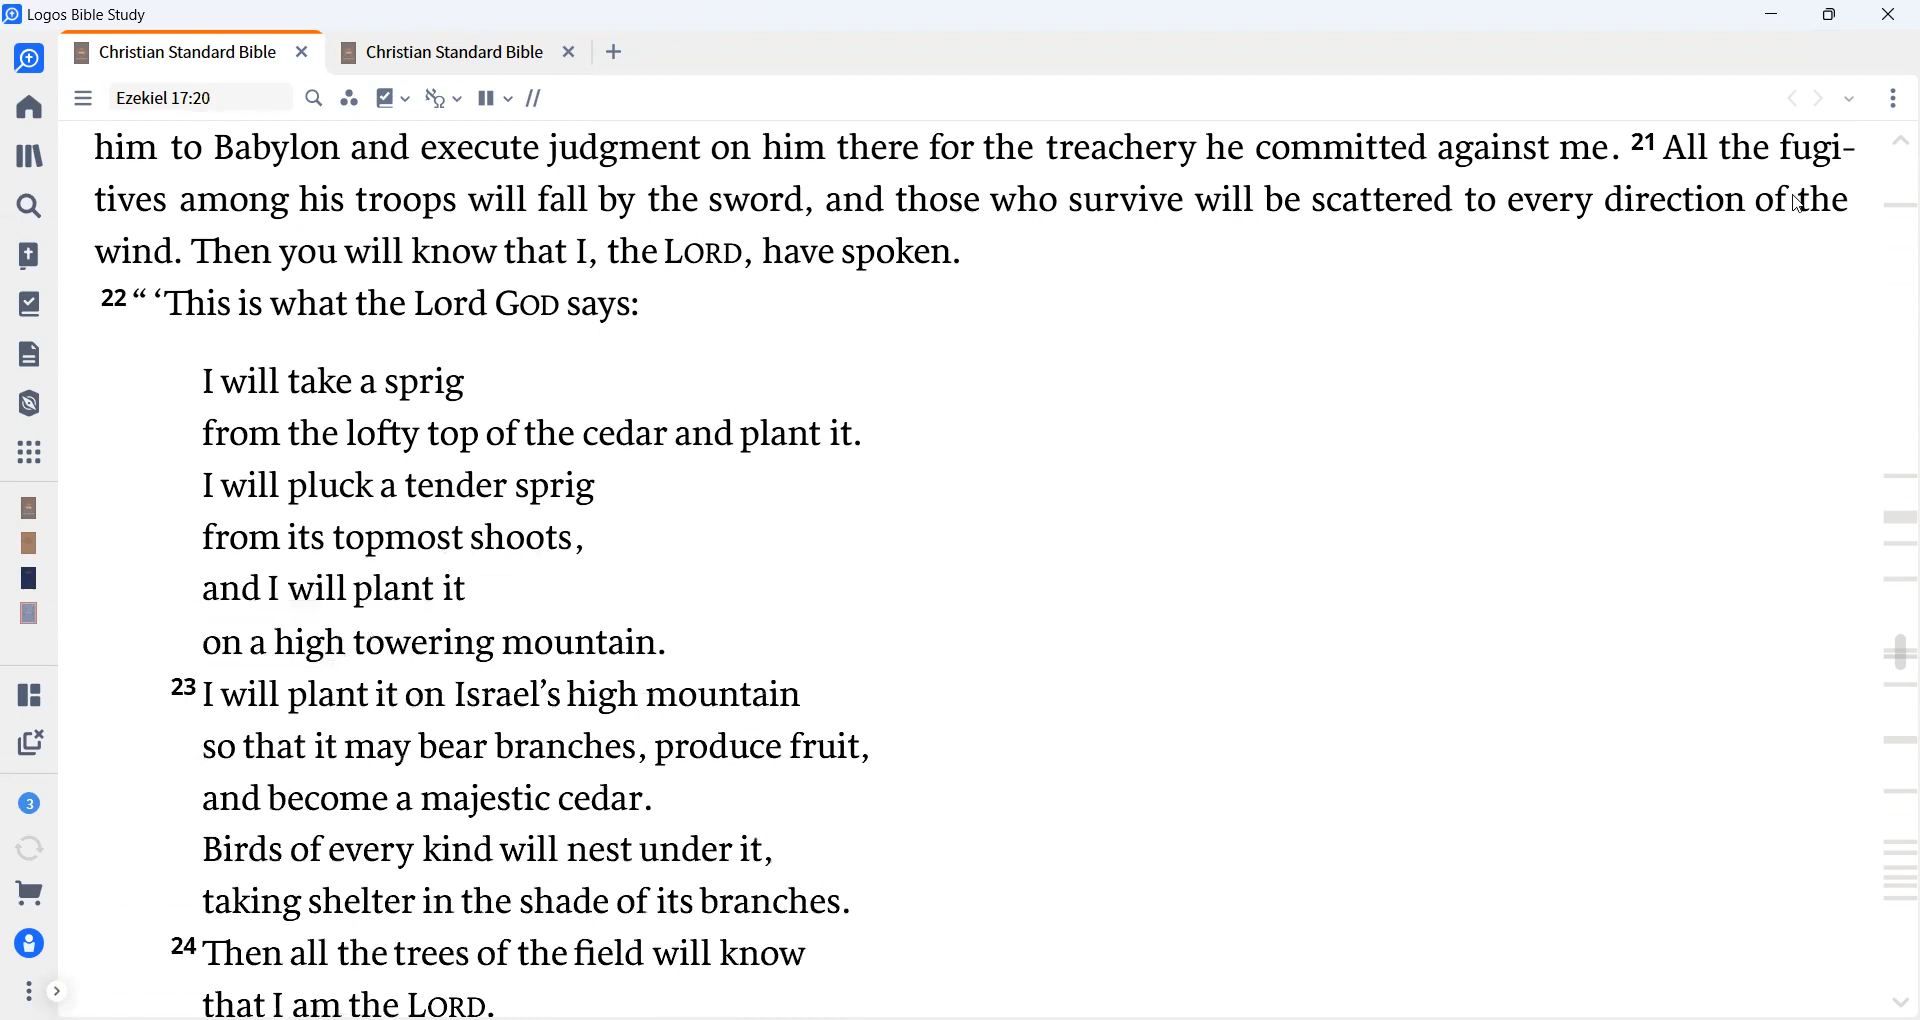 Logos Bible Study
Christian Standard Bible
Christian Standard Bible
Ezekiel 17:20
him to Babylon and execute judgment on him there for the treachery he committed against me. 21 All the fugi-
tives among his troops will fall by the sword, and those who survive will be scattered to every direction of the
wind. Then you will know that I, the LORD, have spoken.
22 “ ‘This is what the Lord GOD says:
I will take a sprig
from the lofty top of the cedar and plant it.
I will pluck a tender sprig
from its topmost shoots,
and I will plant it
on a high towering mountain.
23 I will plant it on Israel’s high mountain
so that it may bear branches, produce fruit,
and become a majestic cedar.
Birds of every kind will nest under it,
taking shelter in the shade of its branches.
24 Then all the trees of the field will know
that I am the LORD.
3